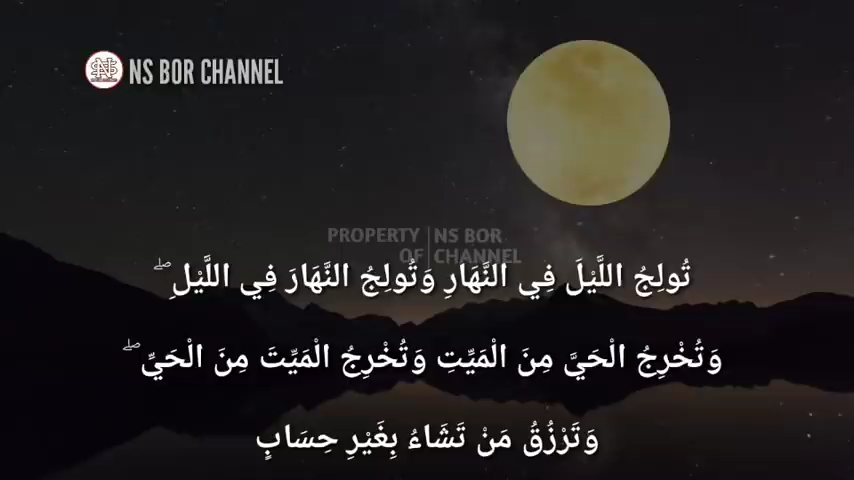 NS BOR CHANNEL
PROPERTY OF | NS BOR CHANNEL
تُولِجُ اللَّيْلَ فِي النَّهَارِ وَتُولِجُ النَّهَارَ فِي اللَّيْلِ ۖ
وَتُخْرِجُ الْحَيَّ مِنَ الْمَيِّتِ وَتُخْرِجُ الْمَيِّتَ مِنَ الْحَيِّ ۖ
وَتَرْزُقُ مَنْ تَشَاءُ بِغَيْرِ حِسَابٍ